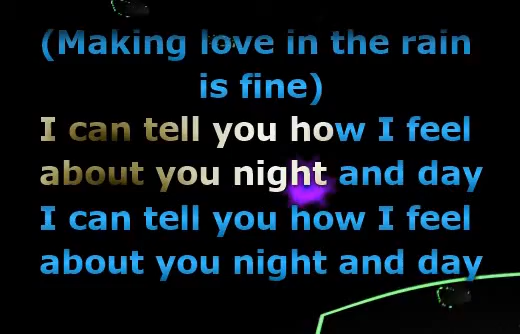 (Making love in the rain
is fine)
I can tell you how I feel
about you night and day
I can tell you how I feel
about you night and day